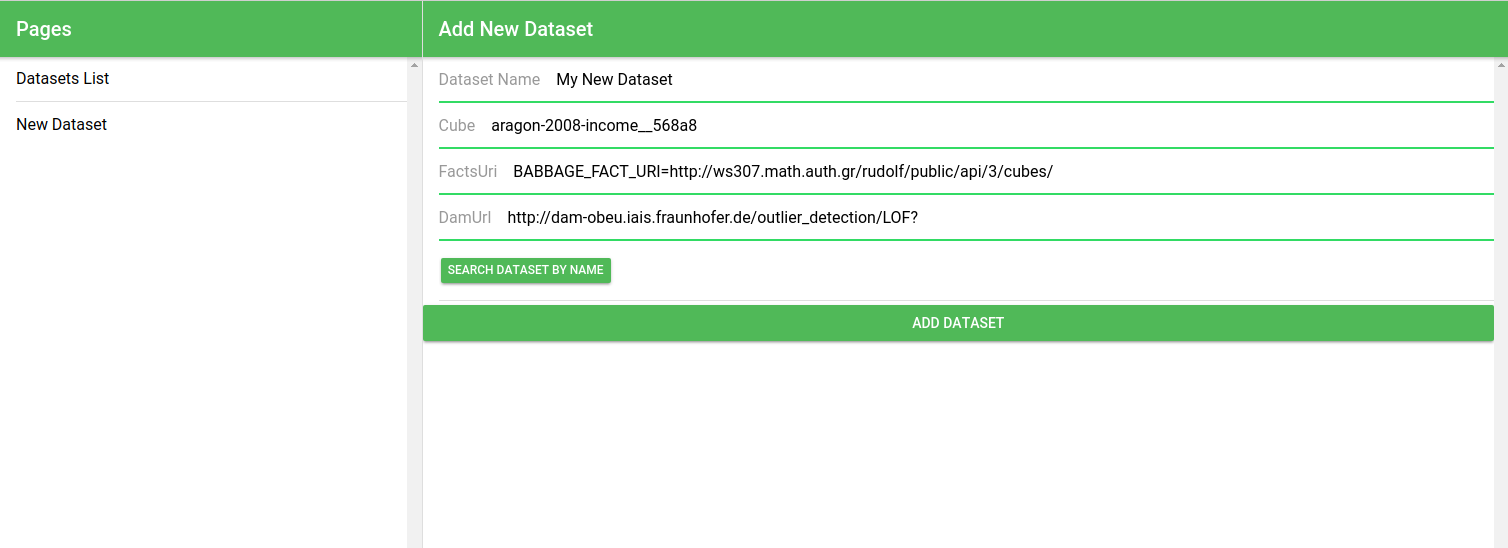 Pages
Datasets List
New Dataset
Add New Dataset
Dataset Name My New Dataset
Cube aragon-2008-income__568a8
FactsUri BABBAGE_FACT_URI=http://ws307.math.auth.gr/rudolf/public/api/3/cubes/
DamUrl http://dam-obeu.iais.fraunhofer.de/outlier_detection/LOF?
SEARCH DATASET BY NAME
ADD DATASET